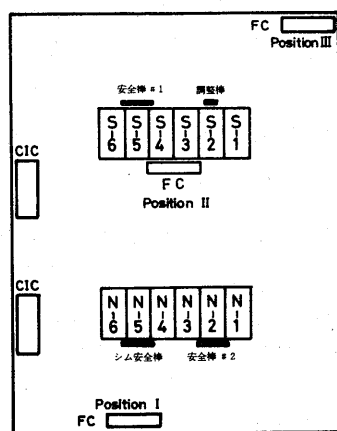 FC
Position III
安全棒 #1
調整棒
S-6 S-5 S-4 S-3 S-2 S-1
CIC
FC
Position II
CIC
N-6 N-5 N-4 N-3 N-2 N-1
シム安全棒
安全棒 #2
Position I
FC